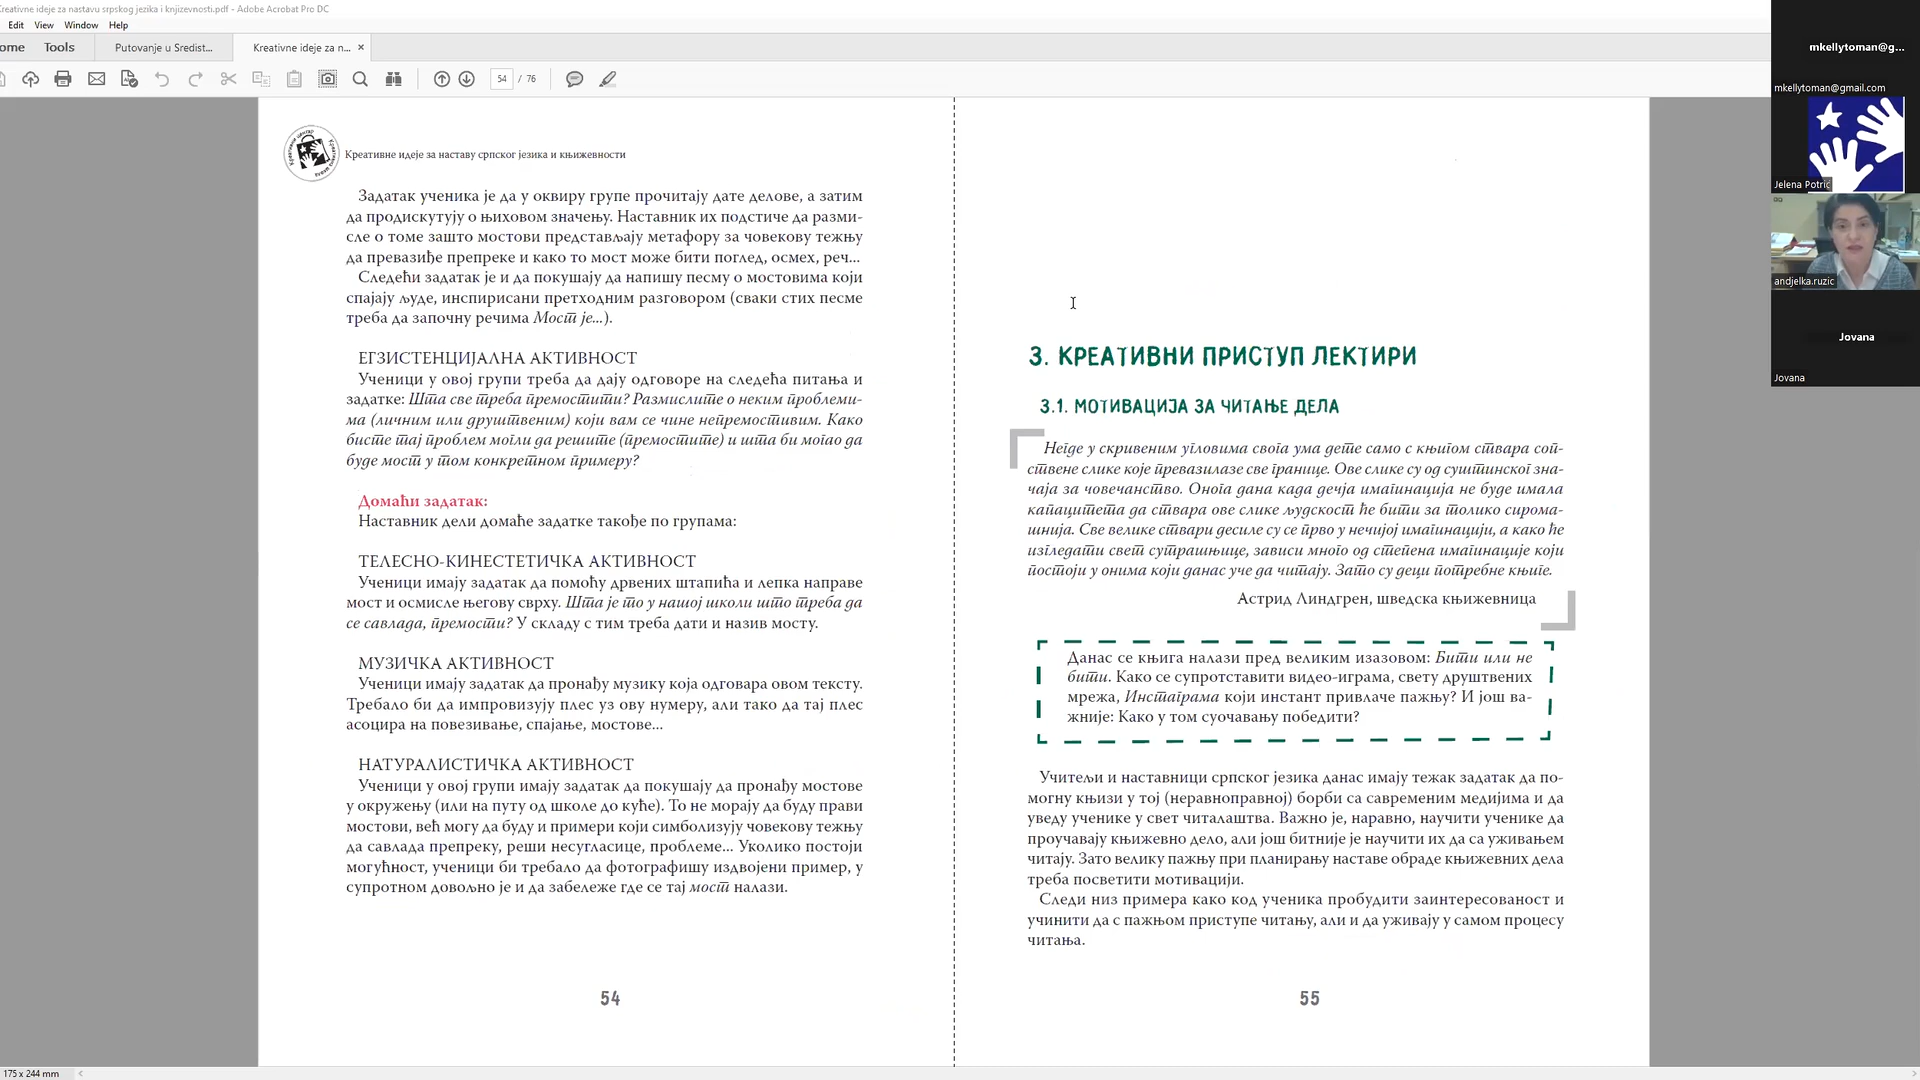 Creativne ideje za nastavu srpskog jezika i knjizevnosti.pdf - Adobe Acrobat Pro DC
Edit View Window Help
ome Tools Putovanje u Sredist... Kreativne ideje za n... ×
54 / 76
Креативне идеје за наставу српског језика и књижевности
Задатак ученика је да у оквиру групе прочитају дате делове, а затим
да продискутују о њиховом значењу. Наставник их подстиче да разми-
сле о томе зашто мостови представљају метафору за човекову тежњу
да превазиђе препреке и како то мост може бити поглед, осмех, реч...
Следећи задатак је и да покушају да напишу песму о мостовима који
спајају људе, инспирисани претходним разговором (сваки стих песме
треба да започну речима Мост је...).
ЕГЗИСТЕНЦИЈАЛНА АКТИВНОСТ
Ученици у овој групи треба да дају одговоре на следећа питања и
задатке: Шта све треба премостити? Размислите о неким проблеми-
ма (личним или друштвеним) који вам се чине непремостивим. Како
бисте тај проблем могли да решите (премостите) и шта би могао да
буде мост у том конкретном примеру?
Домаћи задатак:
Наставник дели домаће задатке такође по групама:
ТЕЛЕСНО-КИНЕСТЕТИЧКА АКТИВНОСТ
Ученици имају задатак да помоћу дрвених штапића и лепка направе
мост и осмисле његову сврху. Шта је то у нашој школи што треба да
се савлада, премости? У складу с тим треба дати и назив мосту.
МУЗИЧКА АКТИВНОСТ
Ученици имају задатак да пронађу музику која одговара овом тексту.
Требало би да импровизују плес уз ову нумеру, али тако да тај плес
асоцира на повезивање, спајање, мостове...
НАТУРАЛИСТИЧКА АКТИВНОСТ
Ученици у овој групи имају задатак да покушају да пронађу мостове
у окружењу (или на путу од школе до куће). То не морају да буду прави
мостови, већ могу да буду и примери који симболизују човекову тежњу
да савлада препреку, реши несугласице, проблеме... Уколико постоји
могућност, ученици би требало да фотографишу издвојени пример, у
супротном довољно је и да забележе где се тај мост налази.
54
3. КРЕАТИВНИ ПРИСТУП ЛЕКТИРИ
3.1. МОТИВАЦИЈА ЗА ЧИТАЊЕ ДЕЛА
Негде у скривеним угловима свога ума дете само с књигом ствара соп-
ствене слике које превазилазе све границе. Ове слике су од суштинског зна-
чаја за човечанство. Онога дана када дечја имагинација не буде имала
капацитета да ствара ове слике људскост ће бити за толико сирома-
шнија. Све велике ствари десиле су се прво у нечијој имагинацији, а како ће
изгледати свет сутрашњице, зависи много од степена имагинације који
постоји у онима који данас уче да читају. Зато су деци потребне књиге.
Астрид Линдгрен, шведска књижевница
Данас се књига налази пред великим изазовом: Бити или не
бити. Како се супротставити видео-играма, свету друштвених
мрежа, Инстаграма који инстант привлаче пажњу? И још ва-
жније: Како у том суочавању победити?
Учитељи и наставници српског језика данас имају тежак задатак да по-
могну књизи у тој (неравноправној) борби са савременим медијима и да
уведу ученике у свет читалаштва. Важно је, наравно, научити ученике да
проучавају књижевно дело, али још битније је научити их да са уживањем
читају. Зато велику пажњу при планирању наставе обраде књижевних дела
треба посветити мотивацији.
Следи низ примера како код ученика пробудити заинтересованост и
учинити да с пажњом приступе читању, али и да уживају у самом процесу
читања.
55
175 x 244 mm
mkellytoman@g...
mkellytoman@gmail.com
Jelena Potrić
andjelka.ruzic
Jovana
Jovana